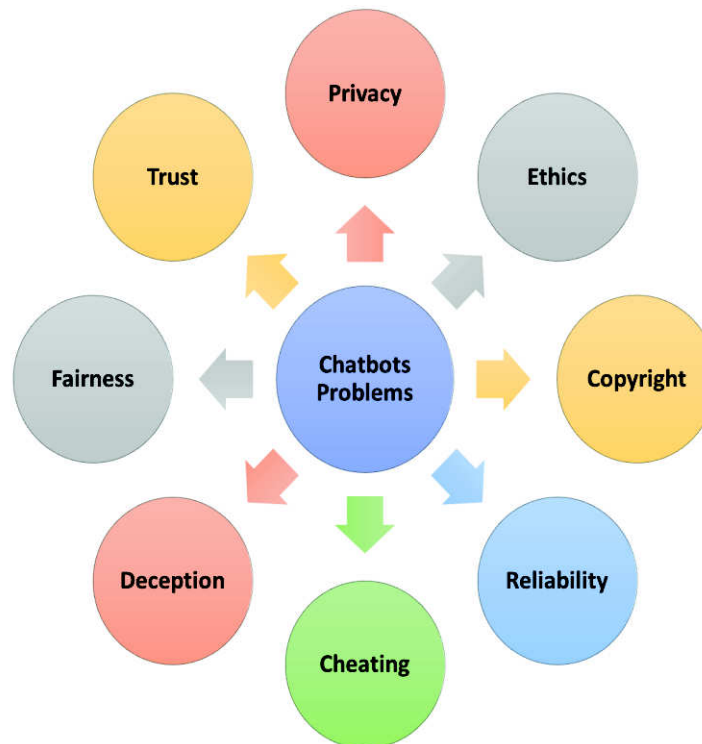 Privacy
Trust
Ethics
Fairness
Chatbots
Problems
Copyright
Deception
Reliability
Cheating